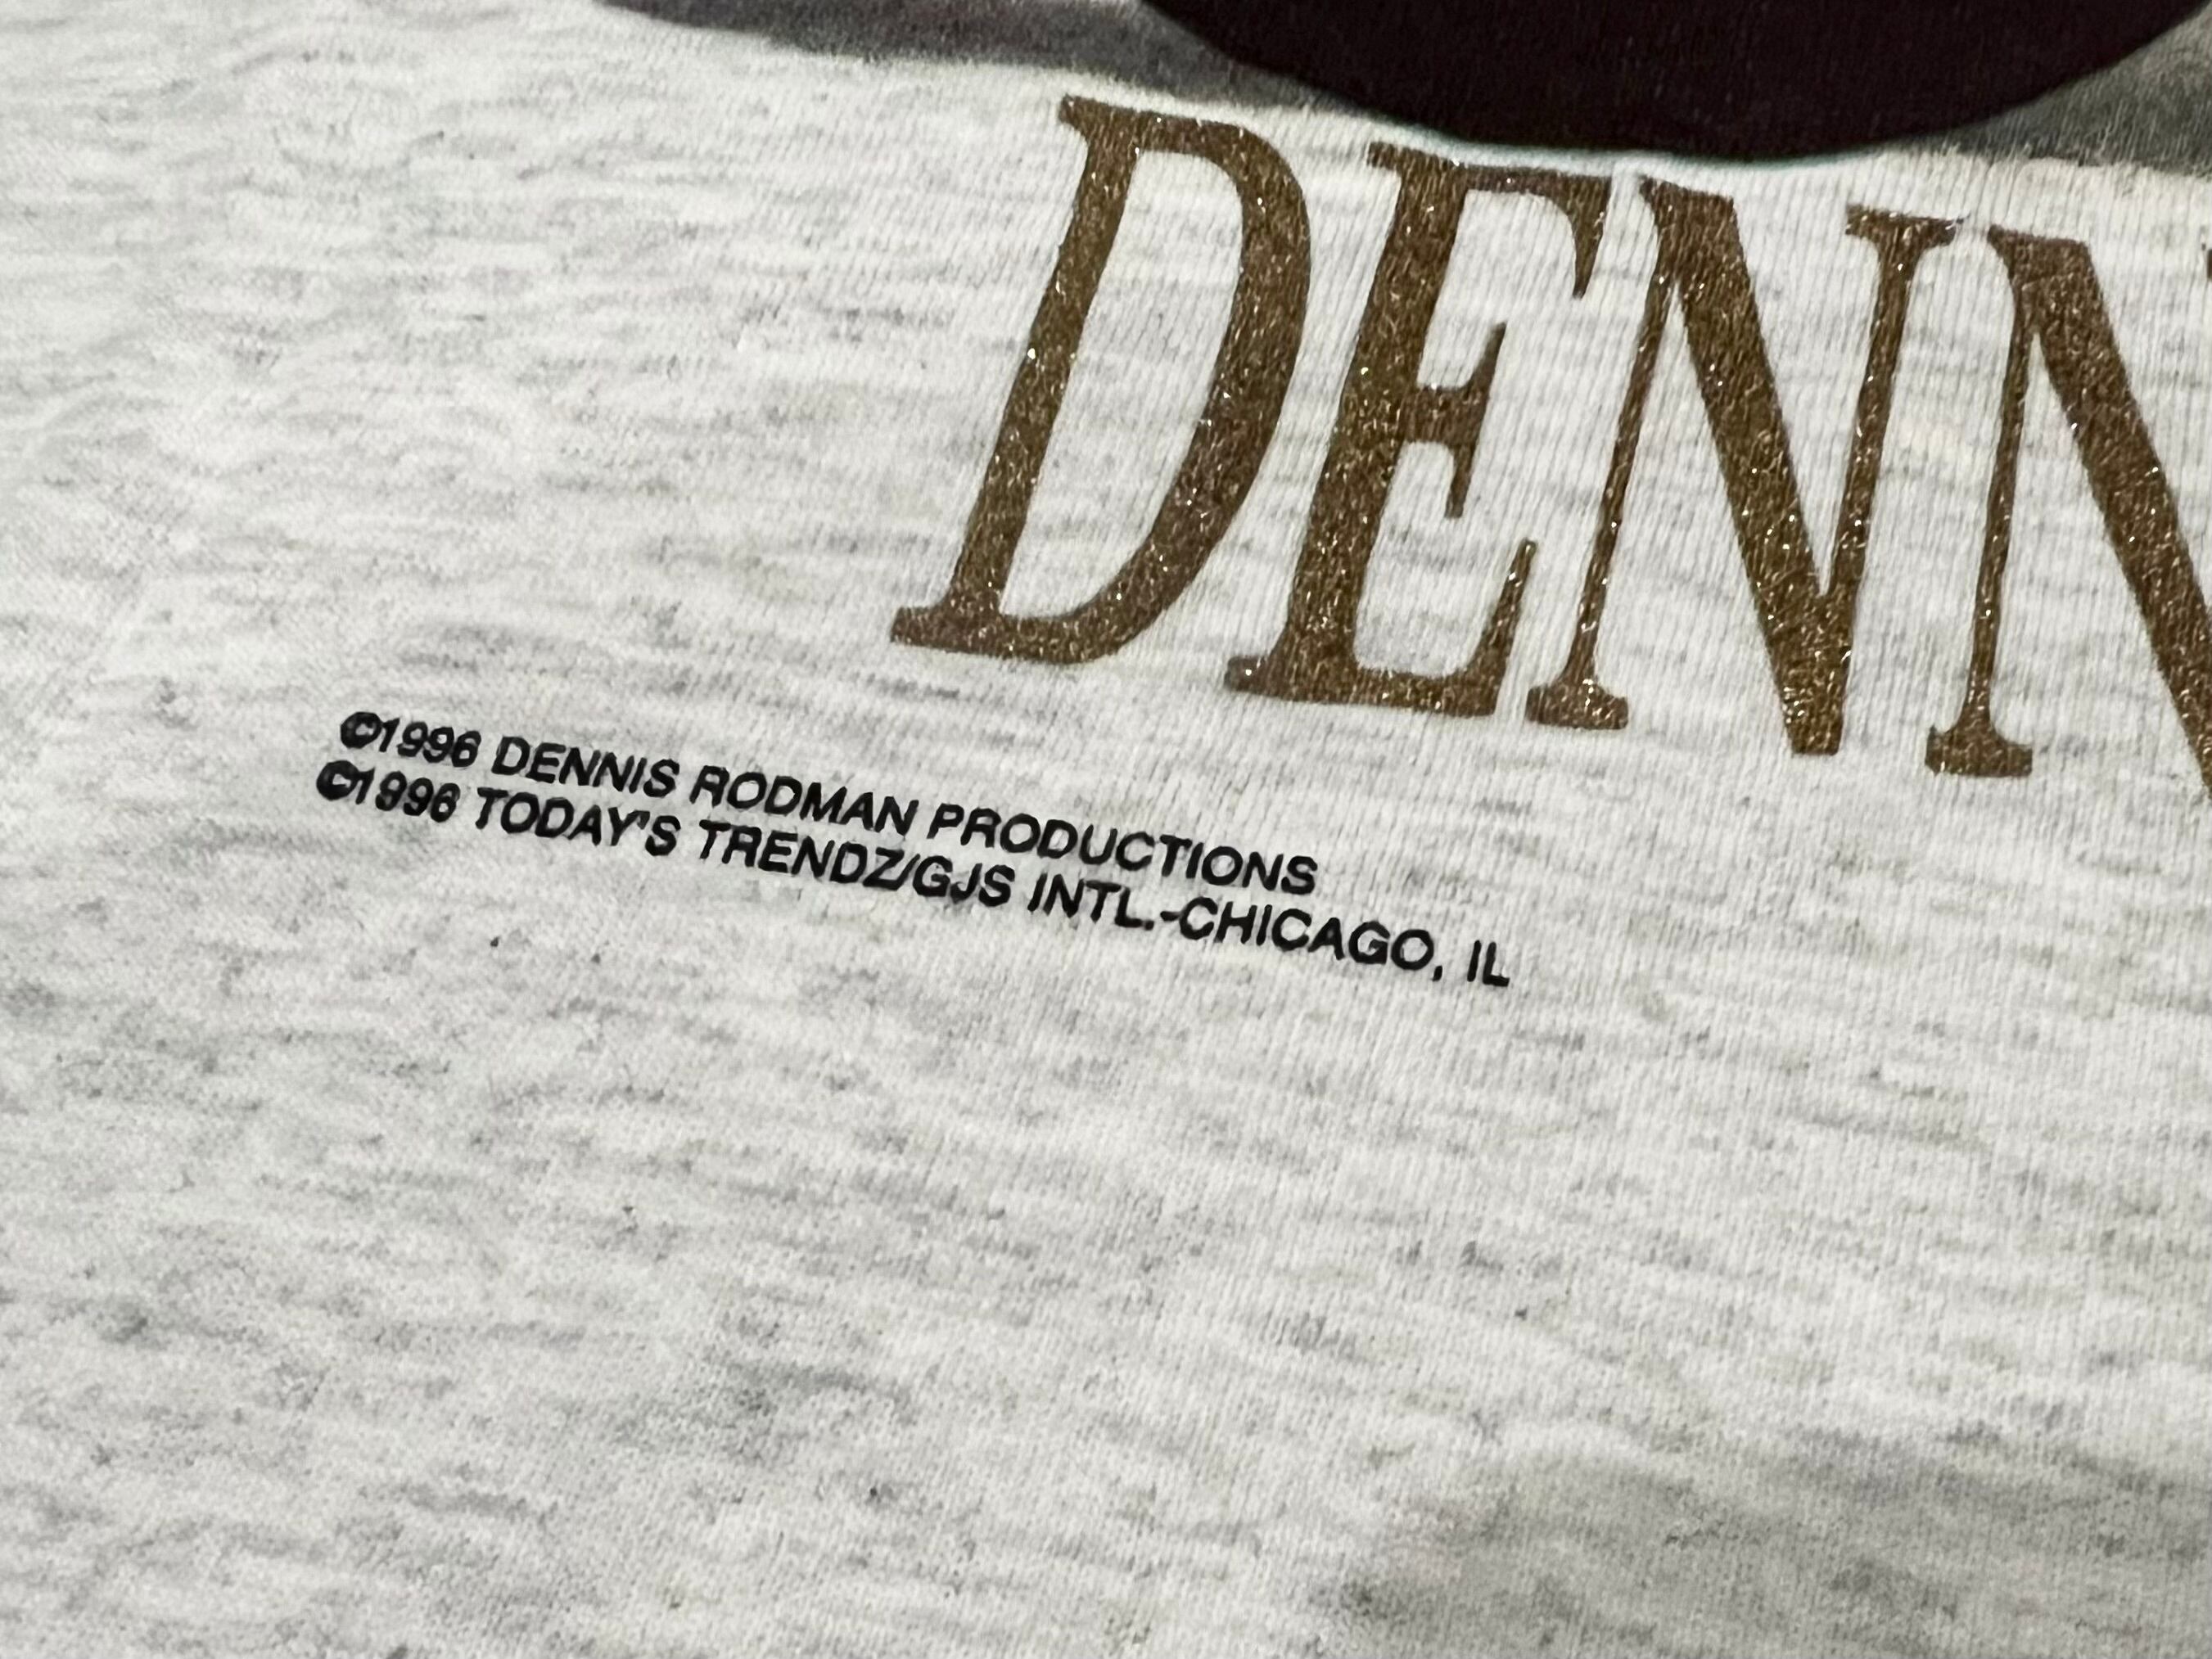 DENN
©1996 DENNIS RODMAN PRODUCTIONS
©1996 TODAY'S TRENDZ/GJS INTL.-CHICAGO, IL